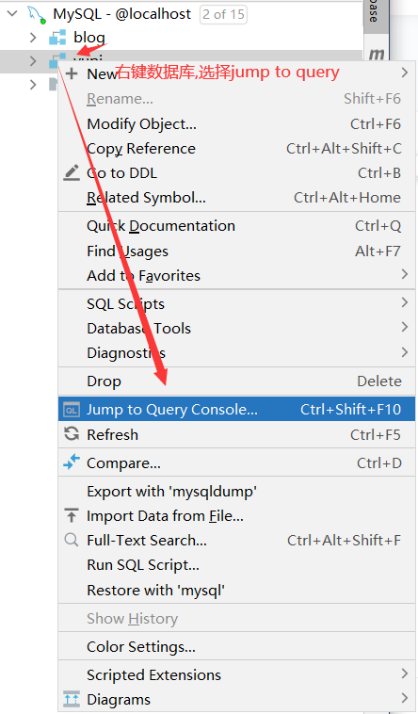 MySQL - @localhost 2 of 15
blog
New 右键数据库,选择jump to query
Rename... Shift+F6
Modify Object... Ctrl+F6
Copy Reference Ctrl+Alt+Shift+C
Go to DDL Ctrl+B
Related Symbol... Ctrl+Alt+Home
Quick Documentation Ctrl+Q
Find Usages Alt+F7
Add to Favorites
SQL Scripts
Database Tools
Diagnostics
Drop Delete
QL Jump to Query Console... Ctrl+Shift+F10
Refresh Ctrl+F5
Compare... Ctrl+D
Export with 'mysqldump'
Import Data from File...
Full-Text Search... Ctrl+Alt+Shift+F
Run SQL Script...
Restore with 'mysql'
Show History
Color Settings...
Scripted Extensions
Diagrams
m